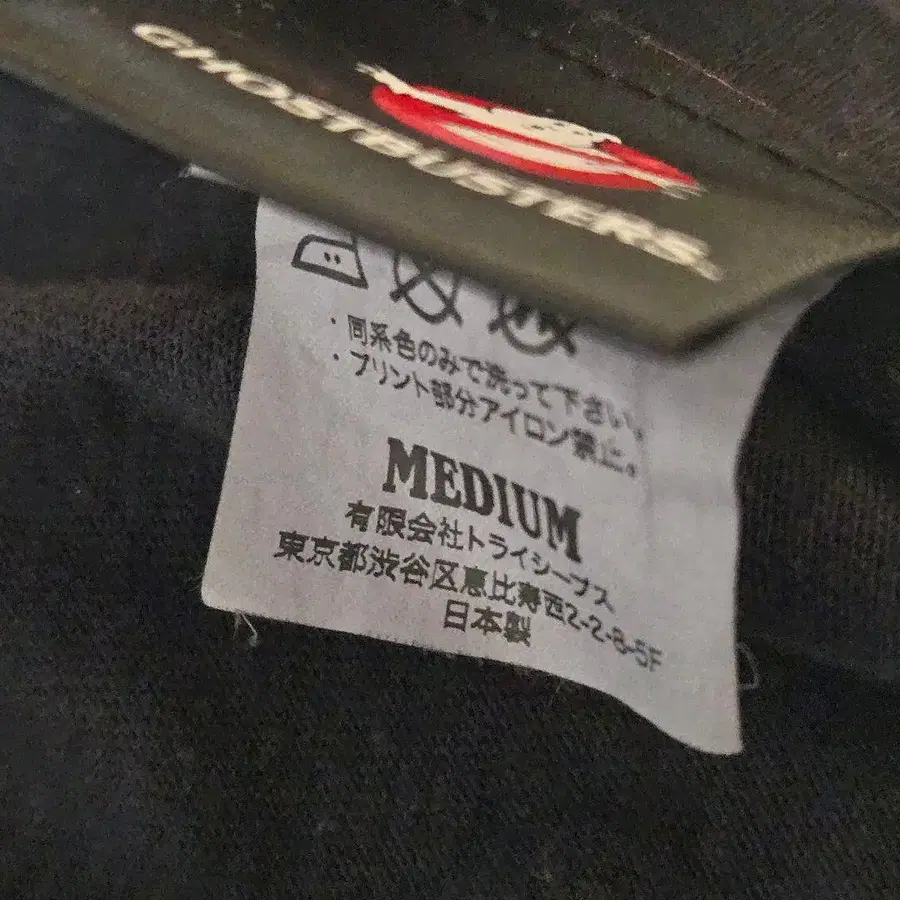 GHOSTBUSTERS
・同系色のみで洗って下さい。
・プリント部分アイロン禁止。
MEDIUM
有限会社トライシープス
東京都渋谷区恵比寿西2-2-8-5F
日本製